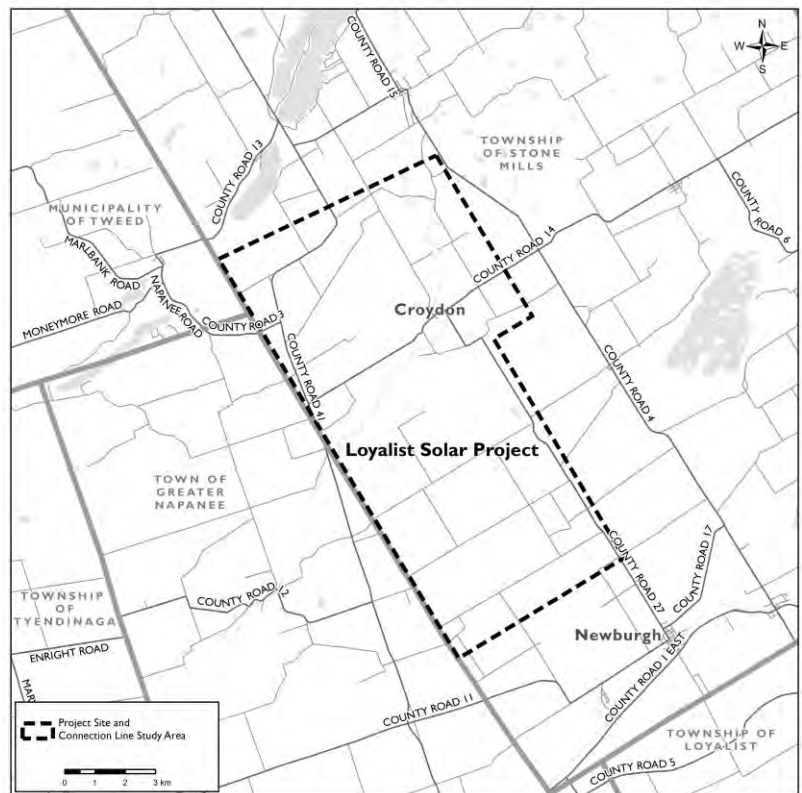 N
W E
S
COUNTY ROAD 15
TOWNSHIP
OF STONE
MILLS
COUNTY ROAD 13
MUNICIPALITY
OF TWEED
COUNTY ROAD 6
MARLBANK
ROAD
COUNTY ROAD 14
NAPANEE
ROAD
MONEYMORE ROAD
COUNTY ROAD 3
Croydon
COUNTY ROAD 41
COUNTY ROAD 4
Loyalist Solar Project
TOWN OF
GREATER
NAPANEE
COUNTY ROAD 17
COUNTY ROAD 12
TOWNSHIP
OF
TYENDINAGA
COUNTY ROAD 27
Newburgh
ENRIGHT ROAD
COUNTY ROAD 1 EAST
MAR
COUNTY ROAD 11
Project Site and
Connection Line Study Area
0 1 2 3 km
TOWNSHIP OF
LOYALIST
COUNTY ROAD 5